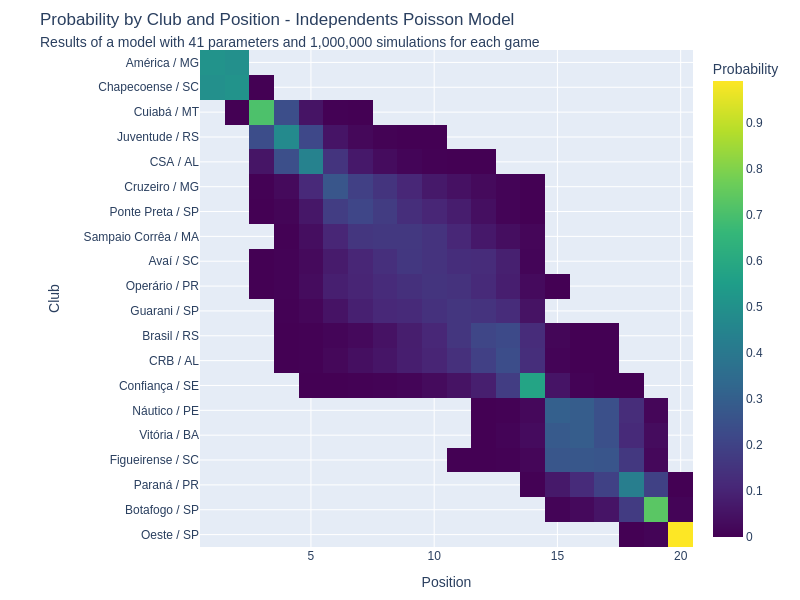 Probability by Club and Position - Independents Poisson Model
Results of a model with 41 parameters and 1,000,000 simulations for each game
Probability
América / MG
Chapecoense / SC
Cuiabá / MT
Juventude / RS
CSA / AL
Cruzeiro / MG
Ponte Preta / SP
Sampaio Corrêa / MA
Avaí / SC
Operário / PR
Guarani / SP
Brasil / RS
CRB / AL
Confiança / SE
Náutico / PE
Vitória / BA
Figueirense / SC
Paraná / PR
Botafogo / SP
Oeste / SP
Club
5
10
15
20
Position
0.9
0.8
0.7
0.6
0.5
0.4
0.3
0.2
0.1
0